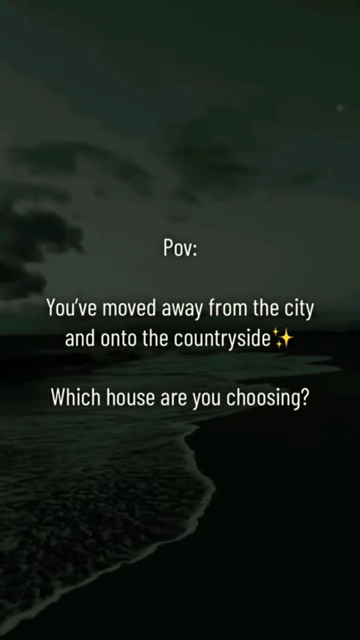 Pov:
You've moved away from the city
and onto the countryside✨
Which house are you choosing?